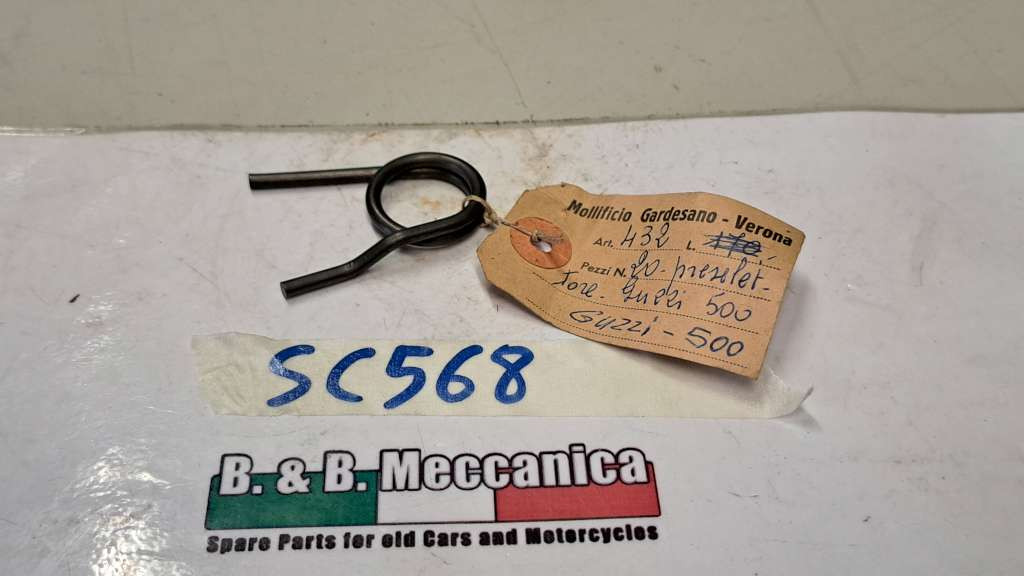 Mollificio Gardesano - Verona
Art. 432 L.
Pezzi N. 20 - preselet-
tore - Guzzi 500
Guzzi - 500
SC568
B. & B. Meccanica
Spare Parts for old Cars and Motorcycles